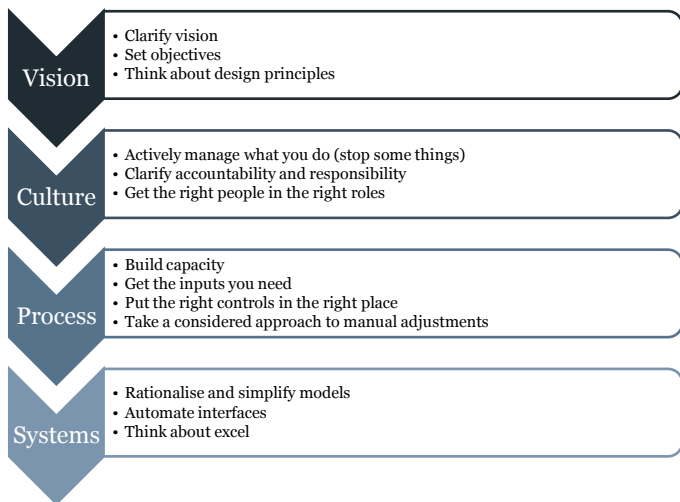 Vision
• Clarify vision
• Set objectives
• Think about design principles
Culture
• Actively manage what you do (stop some things)
• Clarify accountability and responsibility
• Get the right people in the right roles
Process
• Build capacity
• Get the inputs you need
• Put the right controls in the right place
• Take a considered approach to manual adjustments
Systems
• Rationalise and simplify models
• Automate interfaces
• Think about excel